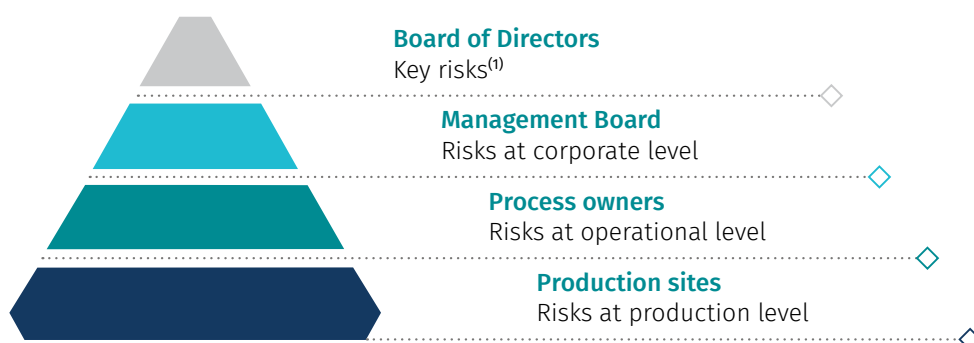 Board of Directors
Key risks⁽¹⁾
Management Board
Risks at corporate level
Process owners
Risks at operational level
Production sites
Risks at production level